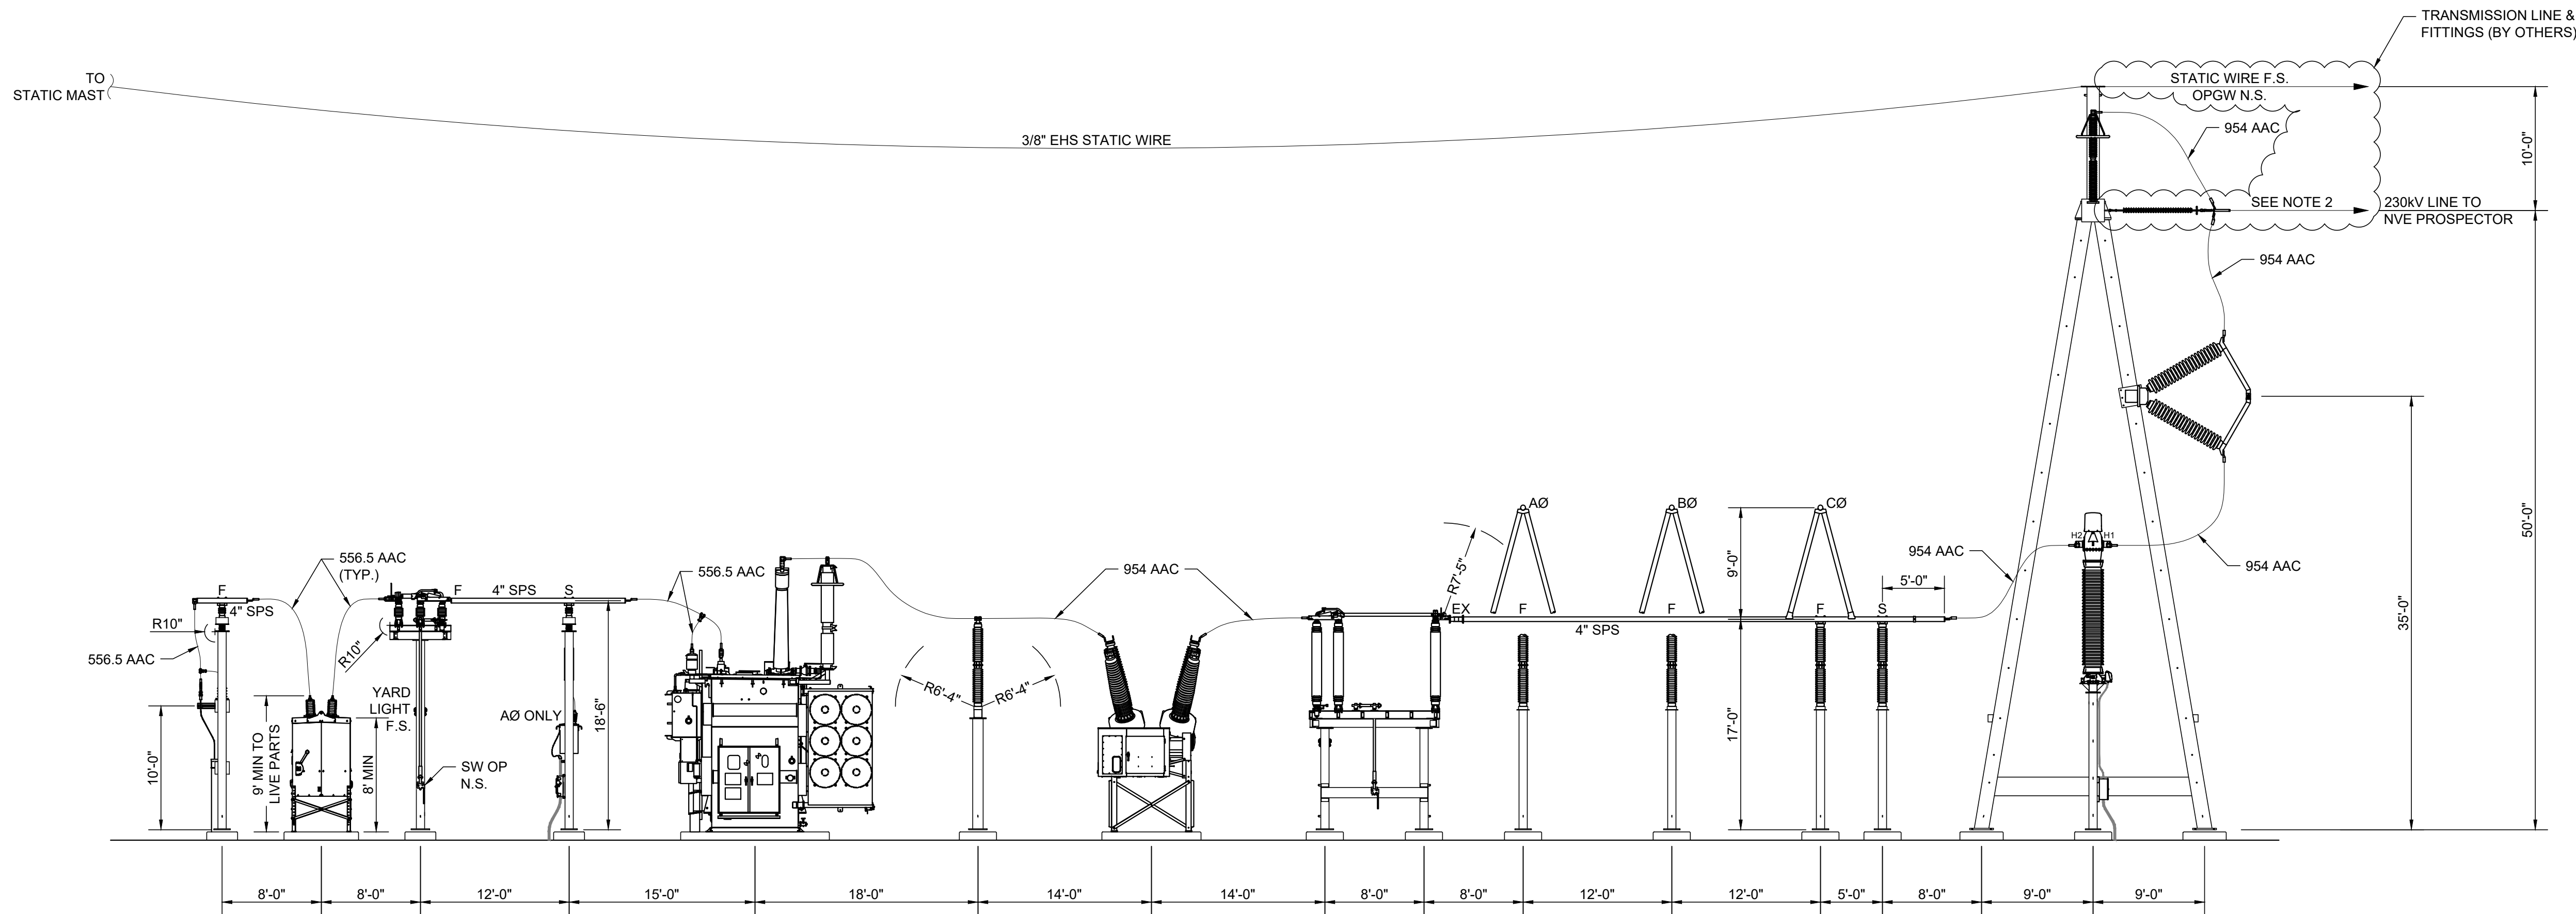 TRANSMISSION LINE &
FITTINGS (BY OTHERS)
TO
STATIC MAST
STATIC WIRE F.S.
OPGW N.S.
3/8" EHS STATIC WIRE
954 AAC
10'-0"
SEE NOTE 2
230kV LINE TO
NVE PROSPECTOR
954 AAC
AØ
BØ
CØ
35'-0"
50'-0"
9'-0"
R7'-5"
H2
H1
954 AAC
954 AAC
556.5 AAC
(TYP.)
556.5 AAC
954 AAC
5'-0"
F
4" SPS
F
4" SPS
S
EX
F
F
F
S
4" SPS
R10"
R10"
556.5 AAC
R6'-4"
R6'-4"
YARD
LIGHT
F.S.
AØ ONLY
18'-6"
17'-0"
10'-0"
9' MIN TO
LIVE PARTS
8' MIN
SW OP
N.S.
8'-0"
8'-0"
12'-0"
15'-0"
18'-0"
14'-0"
14'-0"
8'-0"
8'-0"
12'-0"
12'-0"
5'-0"
8'-0"
9'-0"
9'-0"